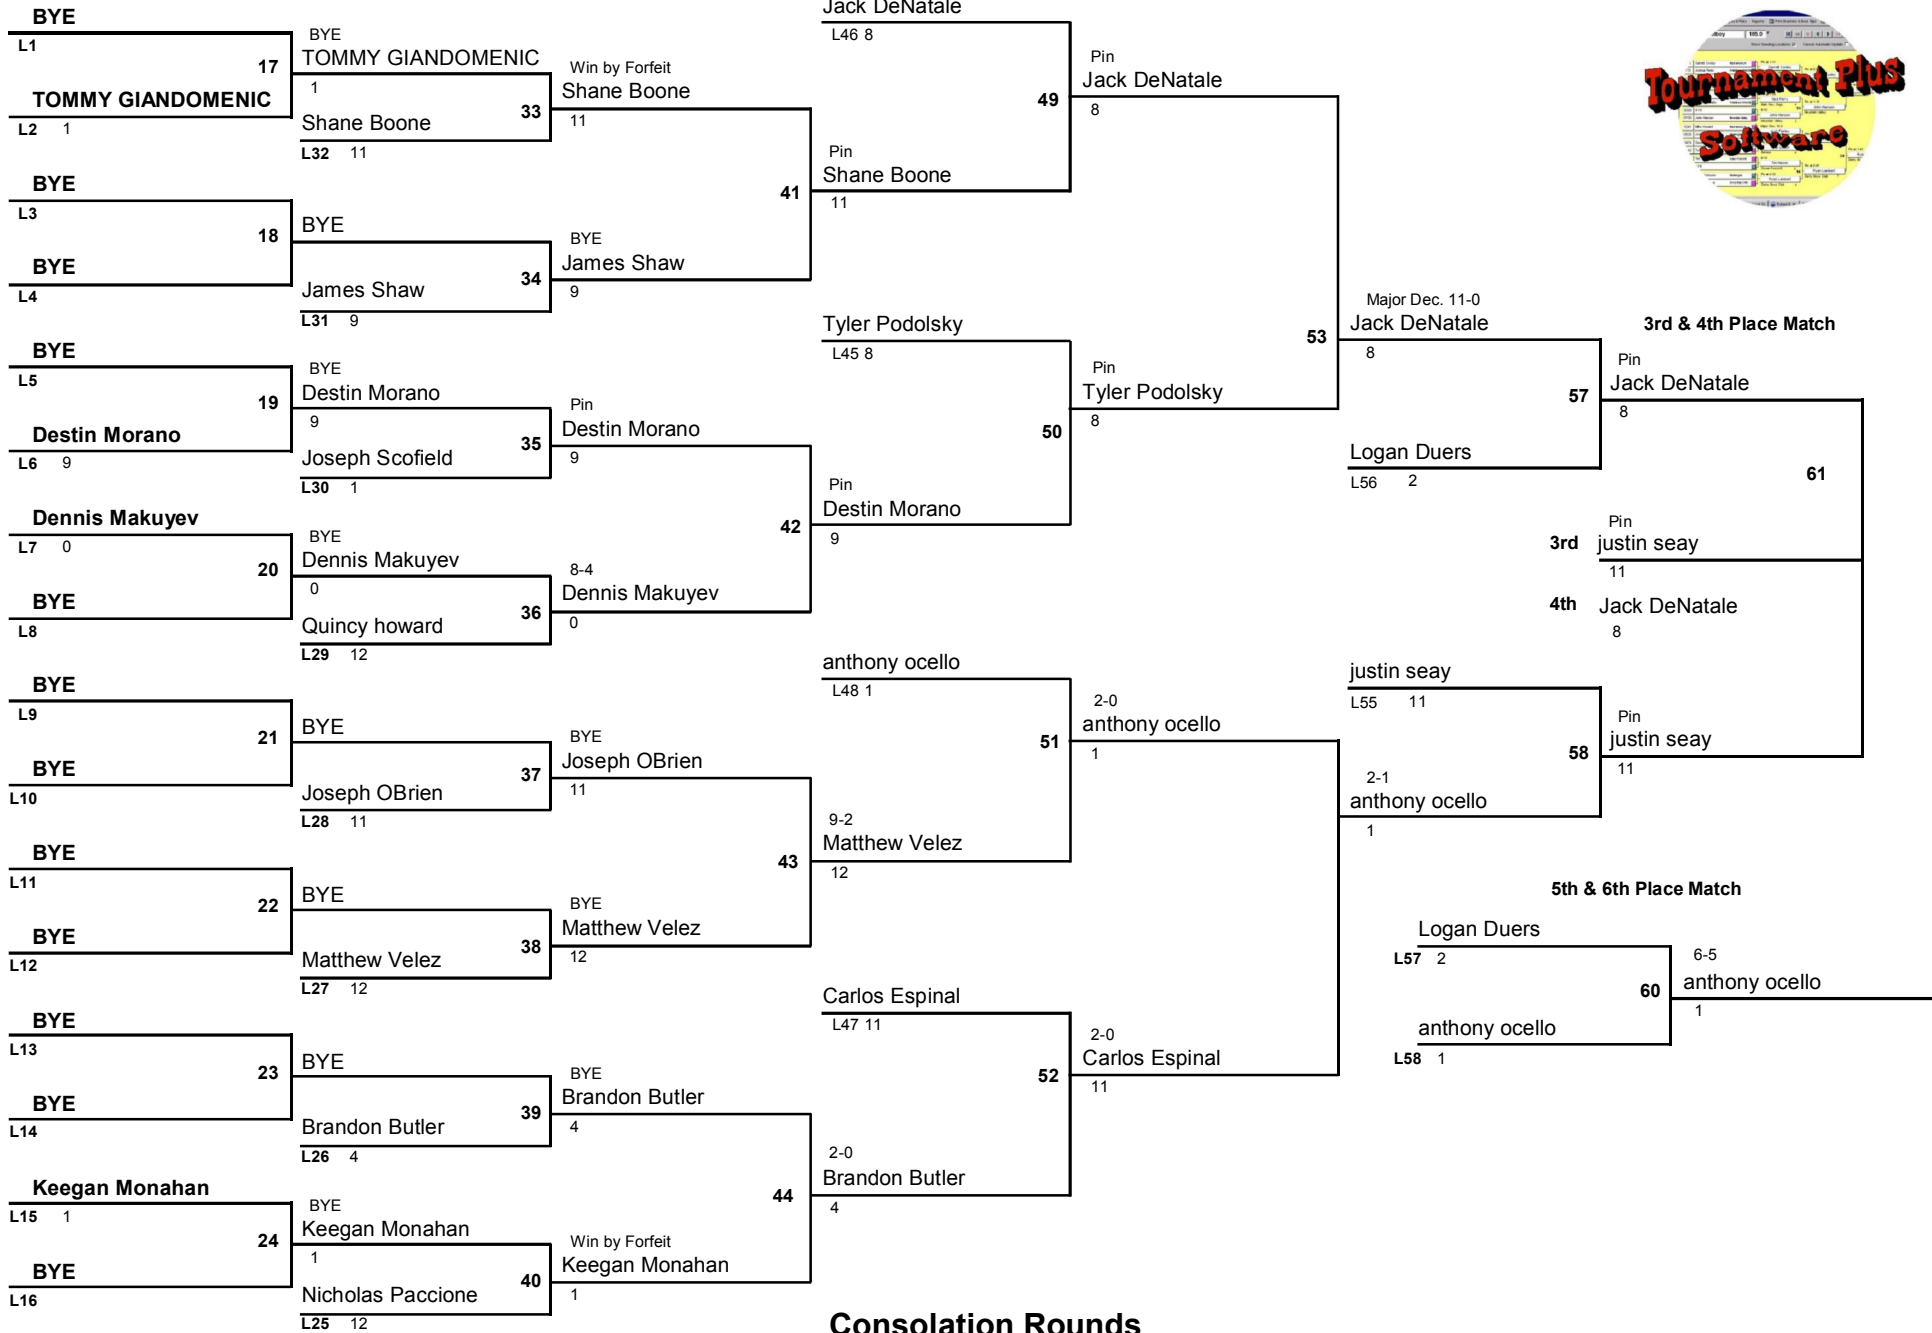 BYE
L1
17
TOMMY GIANDOMENIC
L2 1
BYE
L3
18
BYE
L4
BYE
L5
19
Destin Morano
L6 9
Dennis Makuyev
L7 0
20
BYE
L8
BYE
L9
21
BYE
L10
BYE
L11
22
BYE
L12
BYE
L13
23
BYE
L14
Keegan Monahan
L15 1
24
BYE
L16
BYE
TOMMY GIANDOMENIC
1
33
Shane Boone
L32 11
BYE
34
James Shaw
L31 9
BYE
Destin Morano
9
35
Joseph Scofield
L30 1
BYE
Dennis Makuyev
0
36
Quincy howard
L29 12
BYE
37
Joseph OBrien
L28 11
BYE
38
Matthew Velez
L27 12
BYE
39
Brandon Butler
L26 4
BYE
Keegan Monahan
1
40
Nicholas Paccione
L25 12
Win by Forfeit
Shane Boone
11
41
BYE
James Shaw
9
Pin
Destin Morano
9
42
8-4
Dennis Makuyev
0
BYE
Joseph OBrien
11
43
BYE
Matthew Velez
12
BYE
Brandon Butler
4
44
Win by Forfeit
Keegan Monahan
1
Jack DeNatale
L46 8
49
Pin
Shane Boone
11
Tyler Podolsky
L45 8
50
Pin
Destin Morano
9
anthony ocello
L48 1
51
9-2
Matthew Velez
12
Carlos Espinal
L47 11
52
2-0
Brandon Butler
4
Pin
Jack DeNatale
8
53
Pin
Tyler Podolsky
8
2-0
anthony ocello
1
2-0
Carlos Espinal
11
Major Dec. 11-0
Jack DeNatale
8
57
Logan Duers
L56 2
justin seay
L55 11
58
2-1
anthony ocello
1
Tournament Plus
Software
3rd & 4th Place Match
Pin
Jack DeNatale
8
61
Pin
3rd justin seay
11
4th Jack DeNatale
8
Pin
justin seay
11
5th & 6th Place Match
Logan Duers
L57 2
60
anthony ocello
L58 1
6-5
anthony ocello
1
Consolation Rounds